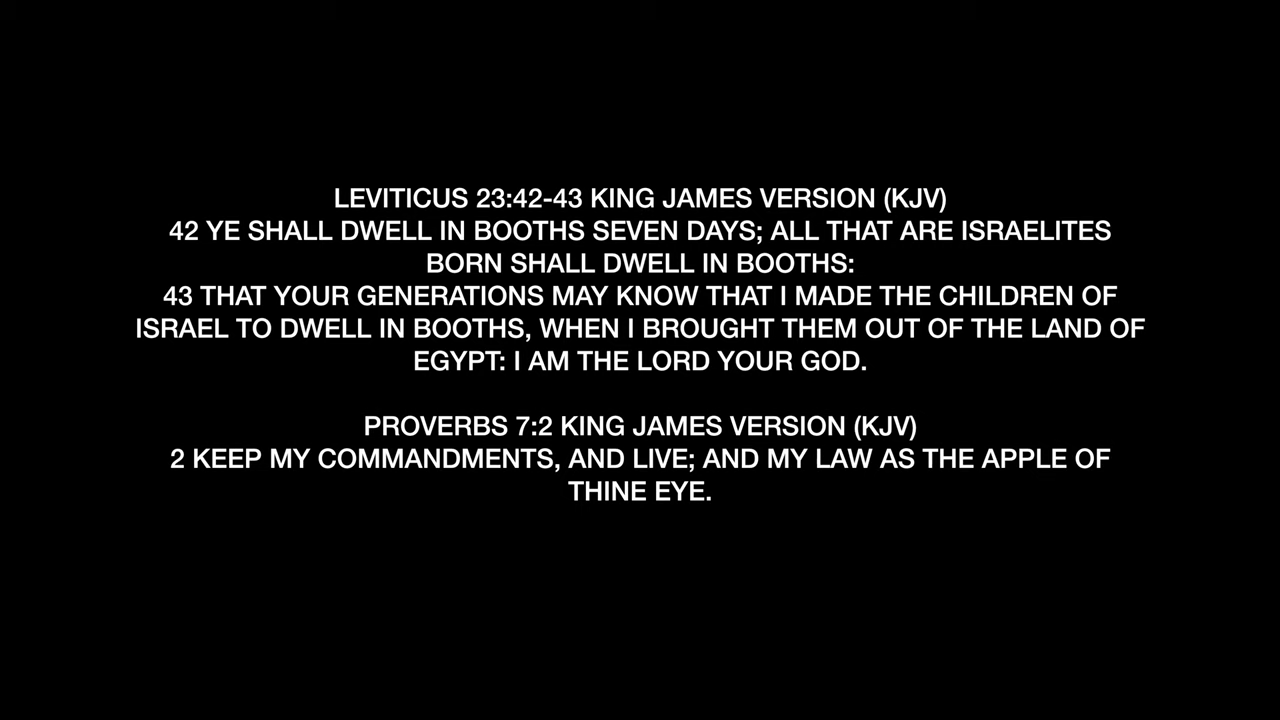 LEVITICUS 23:42-43 KING JAMES VERSION (KJV)
42 YE SHALL DWELL IN BOOTHS SEVEN DAYS; ALL THAT ARE ISRAELITES
BORN SHALL DWELL IN BOOTHS:
43 THAT YOUR GENERATIONS MAY KNOW THAT I MADE THE CHILDREN OF
ISRAEL TO DWELL IN BOOTHS, WHEN I BROUGHT THEM OUT OF THE LAND OF
EGYPT: I AM THE LORD YOUR GOD.
PROVERBS 7:2 KING JAMES VERSION (KJV)
2 KEEP MY COMMANDMENTS, AND LIVE; AND MY LAW AS THE APPLE OF
THINE EYE.